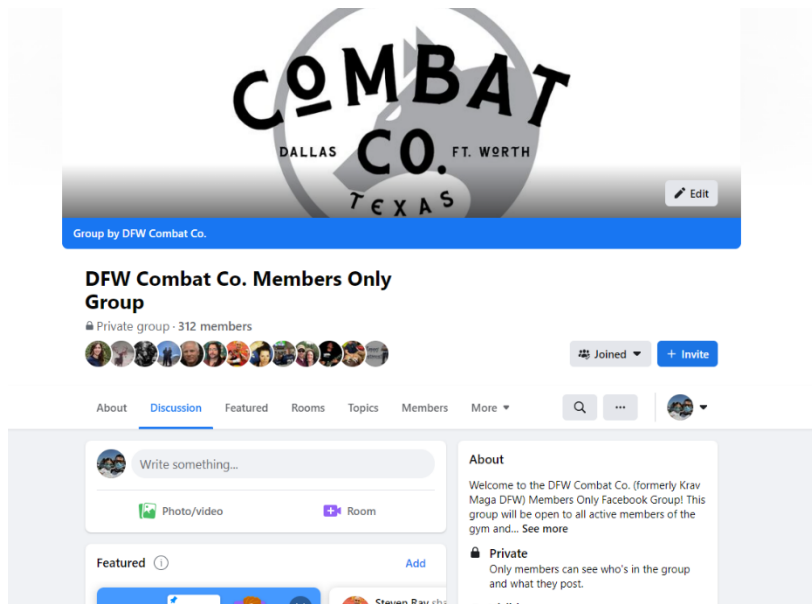 COMBAT
DALLAS CO. FT. WORTH
TEXAS
Edit
Group by DFW Combat Co.
DFW Combat Co. Members Only
Group
Private group · 312 members
Joined
+ Invite
About Discussion Featured Rooms Topics Members More
Write something...
Photo/video Room
Featured
Add
About
Welcome to the DFW Combat Co. (formerly Krav
Maga DFW) Members Only Facebook Group! This
group will be open to all active members of the
gym and... See more
Private
Only members can see who's in the group
and what they post.
Steven Ray